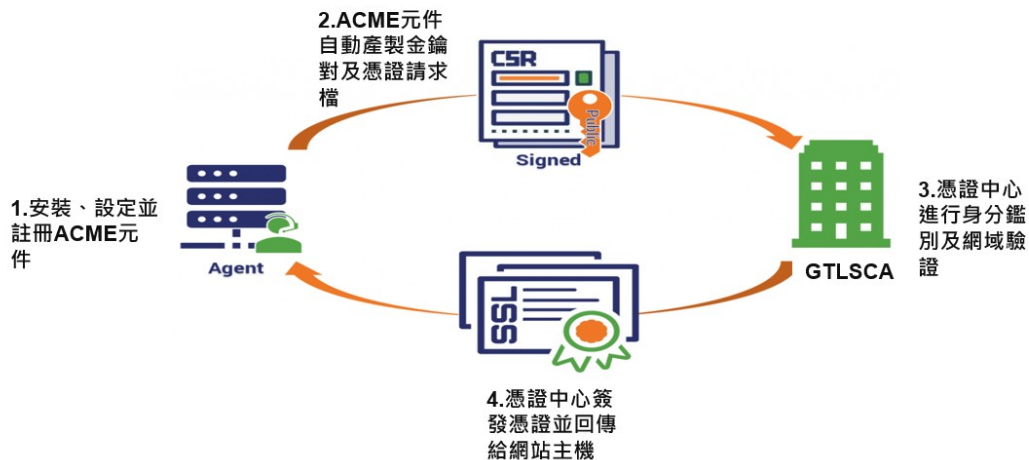 1.安裝、設定並
註冊ACME元
件
Agent
2.ACME元件
自動產製金鑰
對及憑證請求
檔
CSR
Public
Signed
3.憑證中心
進行身分鑑
別及網域驗
證
GTLSCA
SSL
4.憑證中心簽
發憑證並回傳
給網站主機